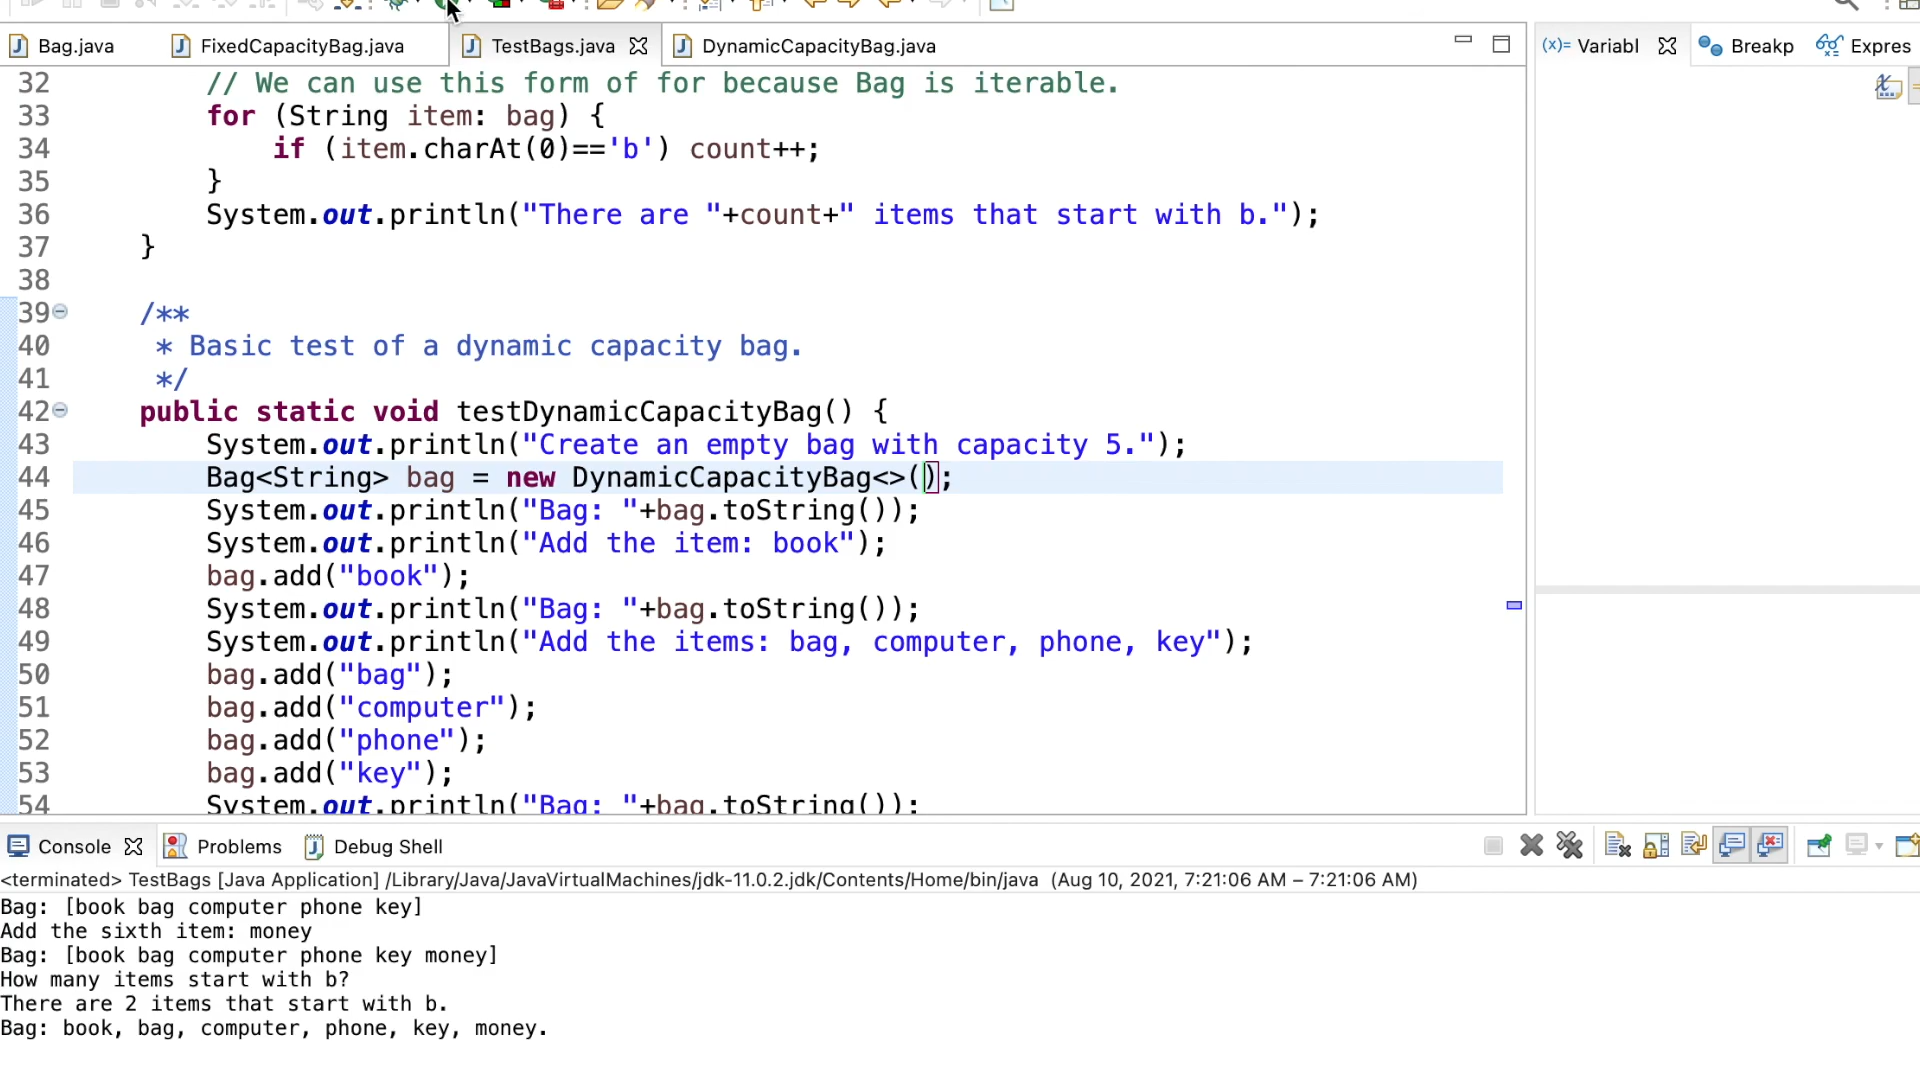 Bag.java
FixedCapacityBag.java
TestBags.java
DynamicCapacityBag.java
(x)= Variabl
Breakp
Expres
32 // We can use this form of for because Bag is iterable.
33 for (String item: bag) {
34 if (item.charAt(0)=='b') count++;
35 }
36 System.out.println("There are "+count+" items that start with b.");
37 }
38
39 /**
40 * Basic test of a dynamic capacity bag.
41 */
42 public static void testDynamicCapacityBag() {
43 System.out.println("Create an empty bag with capacity 5.");
44 Bag<String> bag = new DynamicCapacityBag<>();
45 System.out.println("Bag: "+bag.toString());
46 System.out.println("Add the item: book");
47 bag.add("book");
48 System.out.println("Bag: "+bag.toString());
49 System.out.println("Add the items: bag, computer, phone, key");
50 bag.add("bag");
51 bag.add("computer");
52 bag.add("phone");
53 bag.add("key");
54 System.out.println("Bag: "+bag.toString());
Console
Problems
Debug Shell
<terminated> TestBags [Java Application] /Library/Java/JavaVirtualMachines/jdk-11.0.2.jdk/Contents/Home/bin/java (Aug 10, 2021, 7:21:06 AM – 7:21:06 AM)
Bag: [book bag computer phone key]
Add the sixth item: money
Bag: [book bag computer phone key money]
How many items start with b?
There are 2 items that start with b.
Bag: book, bag, computer, phone, key, money.